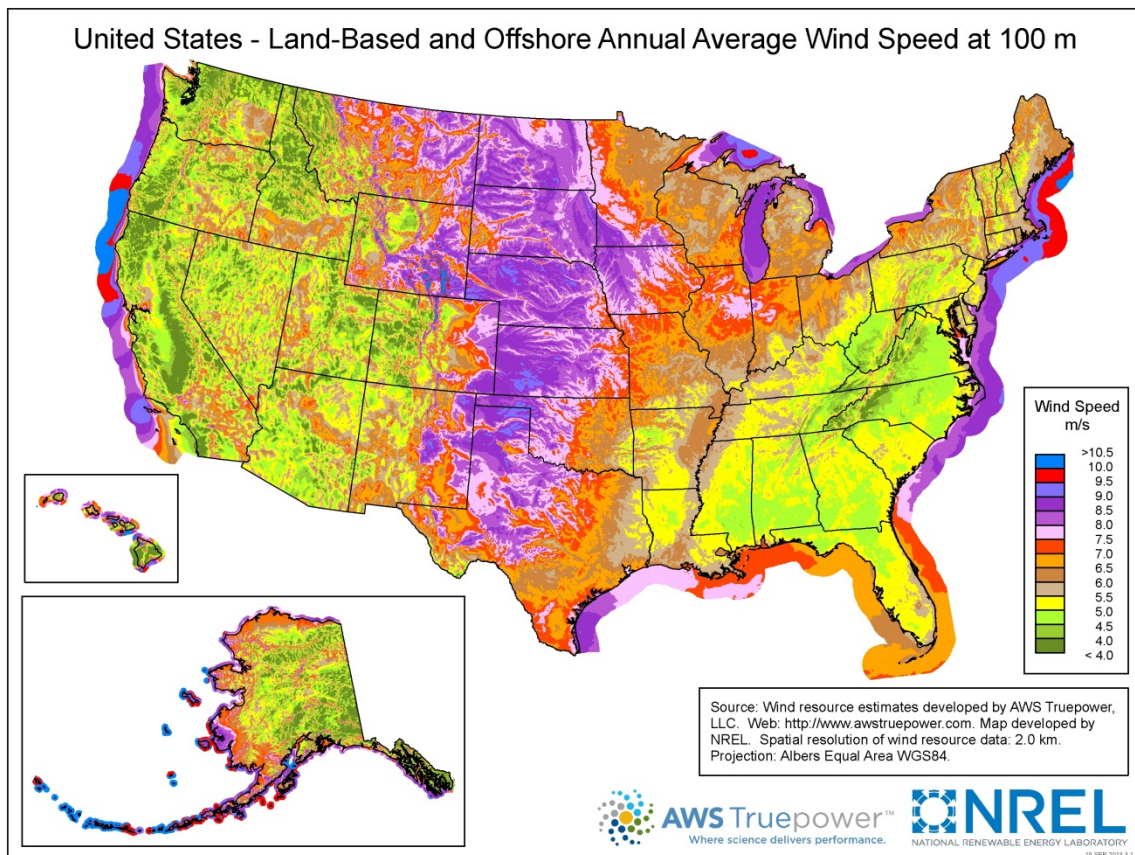 United States - Land-Based and Offshore Annual Average Wind Speed at 100 m
Wind Speed
m/s
>10.5
10.0
9.5
9.0
8.5
8.0
7.5
7.0
6.5
6.0
5.5
5.0
4.5
4.0
< 4.0
Source: Wind resource estimates developed by AWS Truepower,
LLC. Web: http://www.awstruepower.com. Map developed by
NREL. Spatial resolution of wind resource data: 2.0 km.
Projection: Albers Equal Area WGS84.
AWS Truepower™
Where science delivers performance.
NREL
NATIONAL RENEWABLE ENERGY LABORATORY